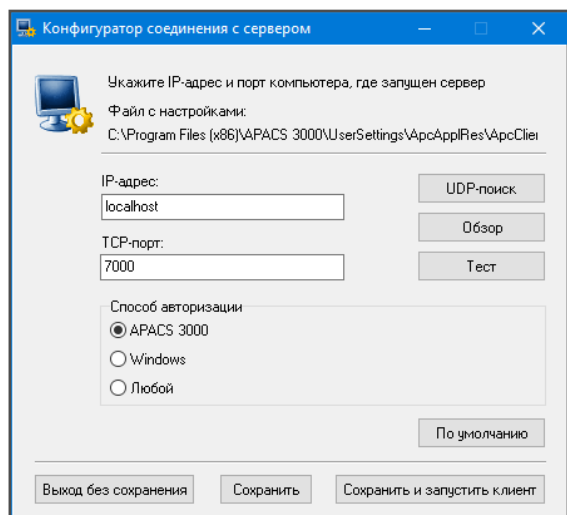 Конфигуратор соединения с сервером
Укажите IP-адрес и порт компьютера, где запущен сервер
Файл с настройками:
C:\Program Files (x86)\APACS 3000\UserSettings\ApcApplRes\ApcClie
IP-адрес:
localhost
UDP-поиск
Обзор
TCP-порт:
7000
Тест
Способ авторизации
APACS 3000
Windows
Любой
По умолчанию
Выход без сохранения Сохранить Сохранить и запустить клиент